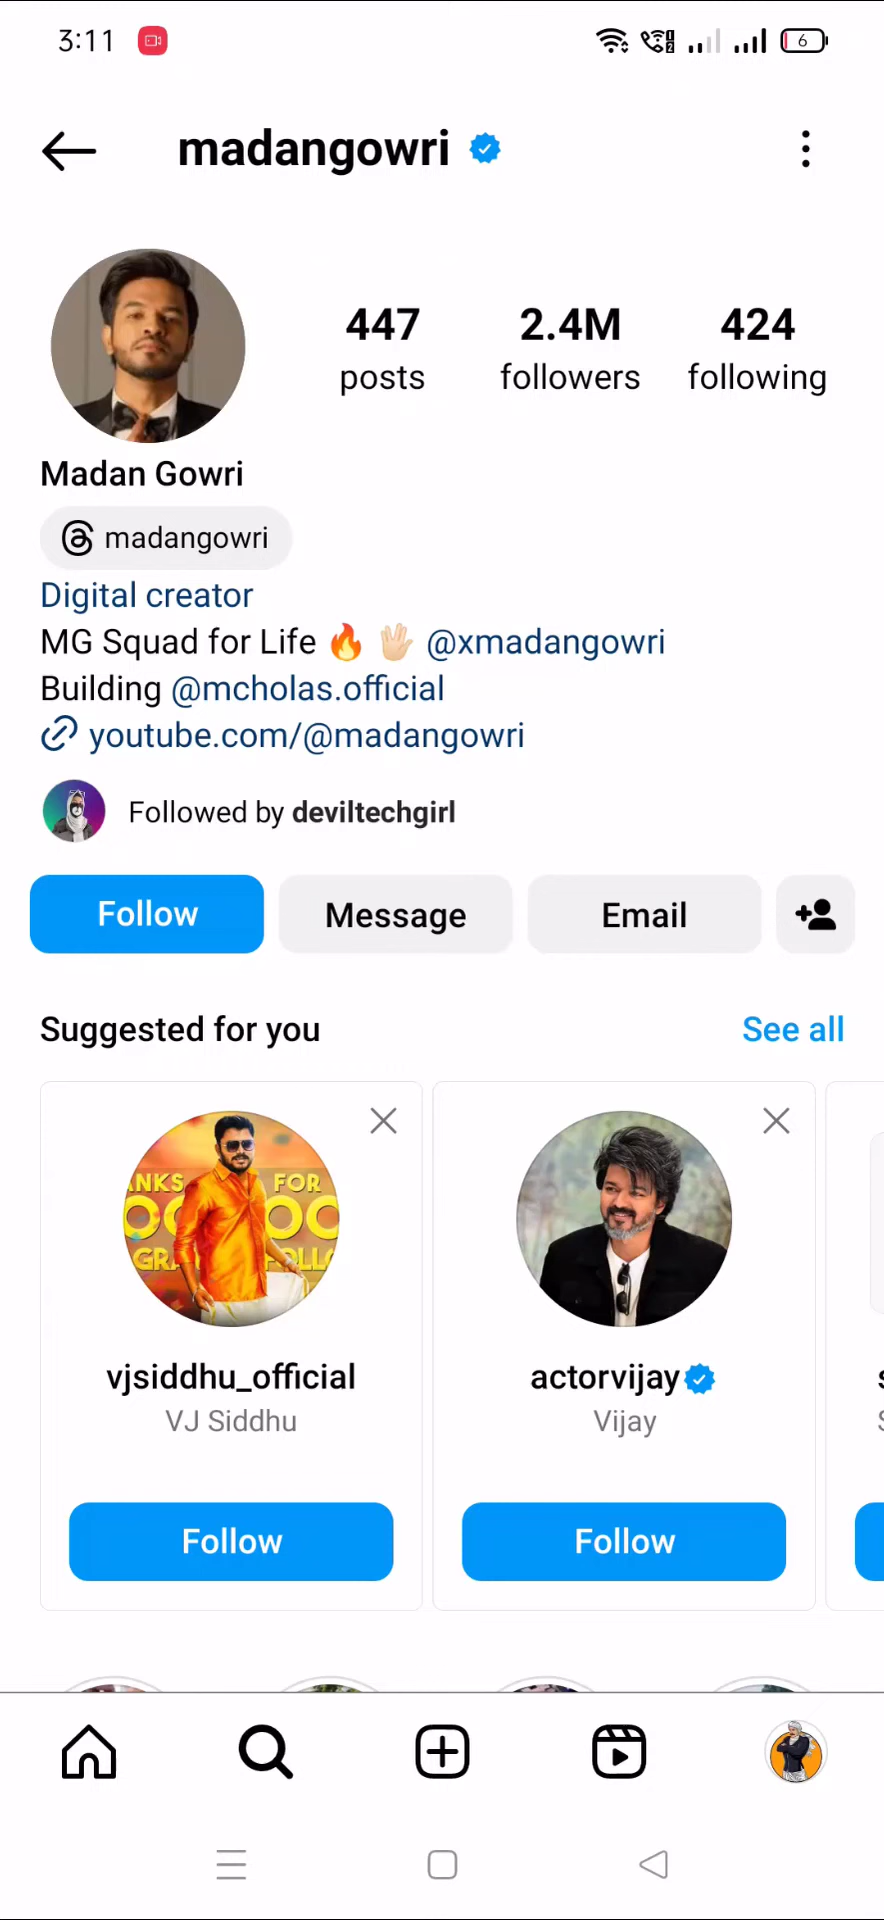 3:11
6
madangowri
447 2.4M 424
posts followers following
Madan Gowri
madangowri
Digital creator
MG Squad for Life 🔥 🖖🏻 @xmadangowri
Building @mcholas.official
youtube.com/@madangowri
Followed by deviltechgirl
Follow Message Email
Suggested for you See all
FOR
vjsiddhu_official actorvijay
VJ Siddhu Vijay
Follow Follow